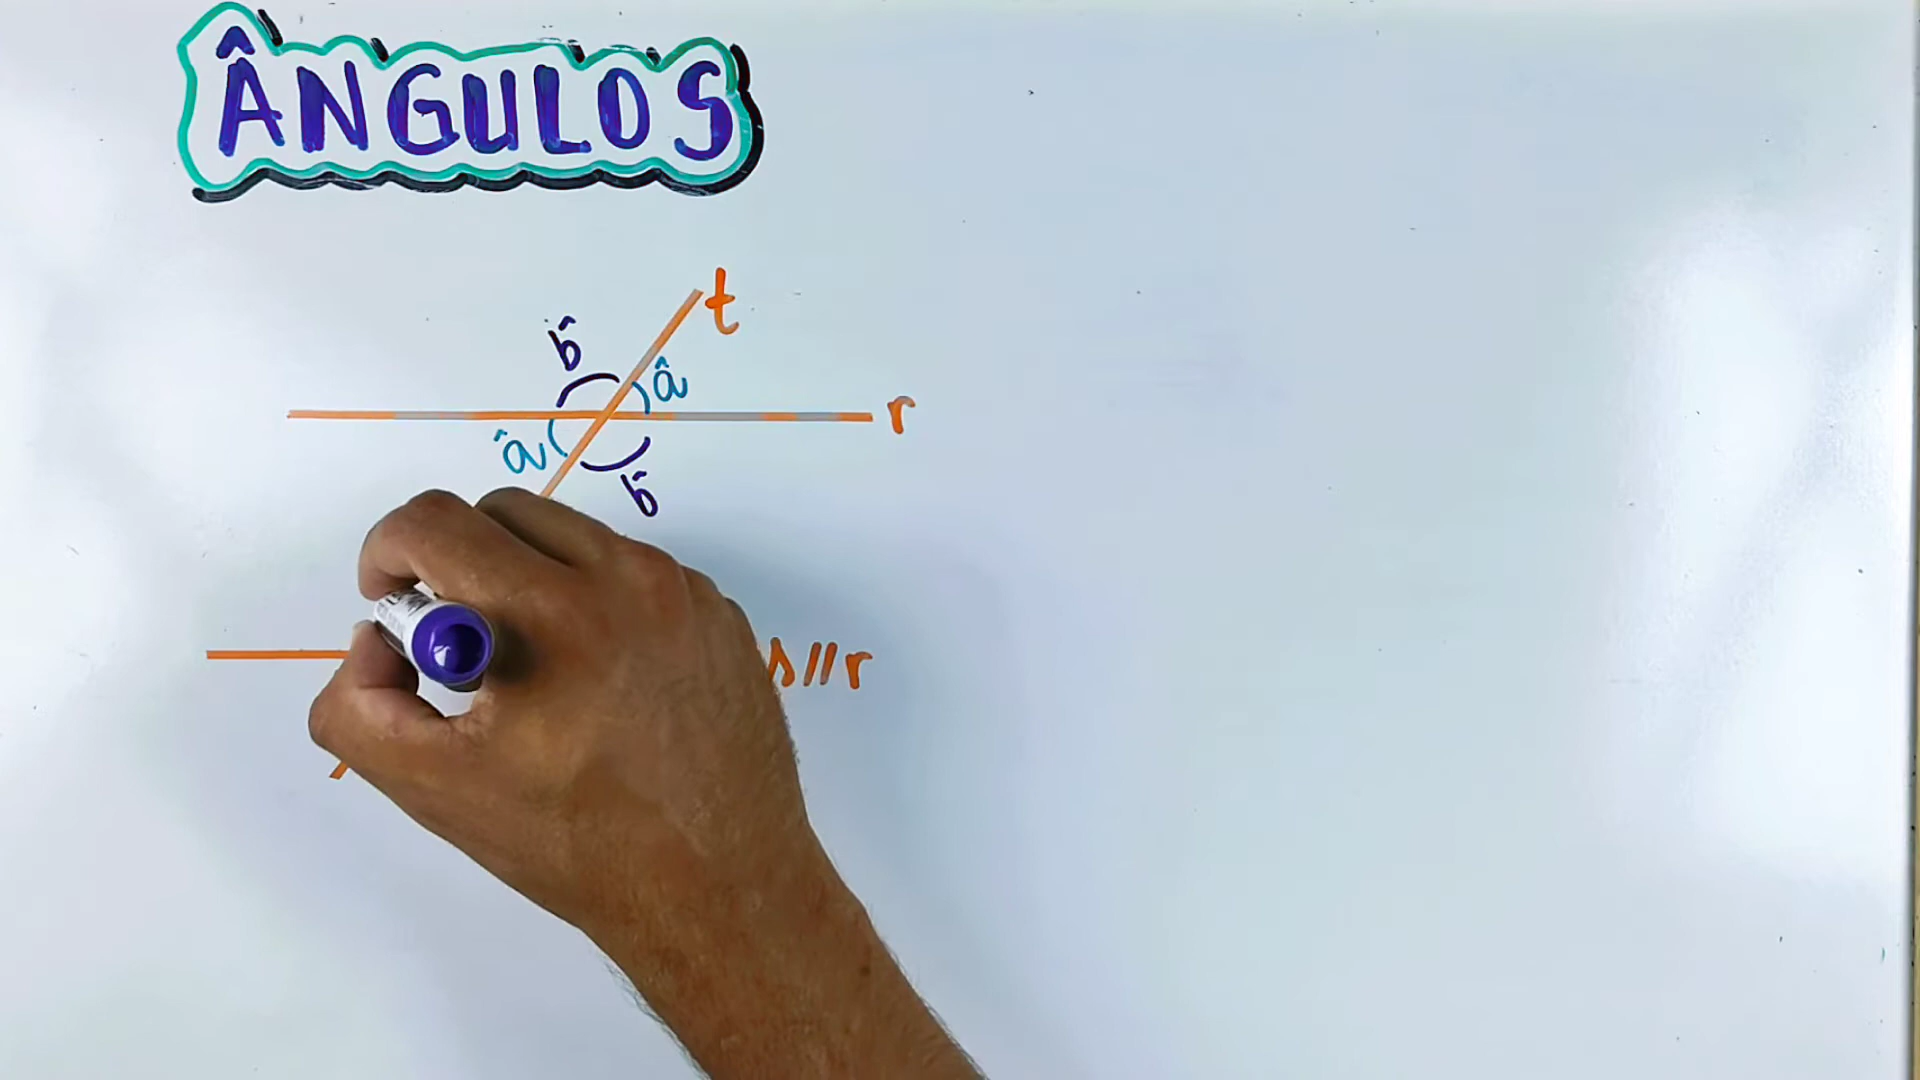 ÂNGULOS
t
b̂
â
r
â
b̂
s//r